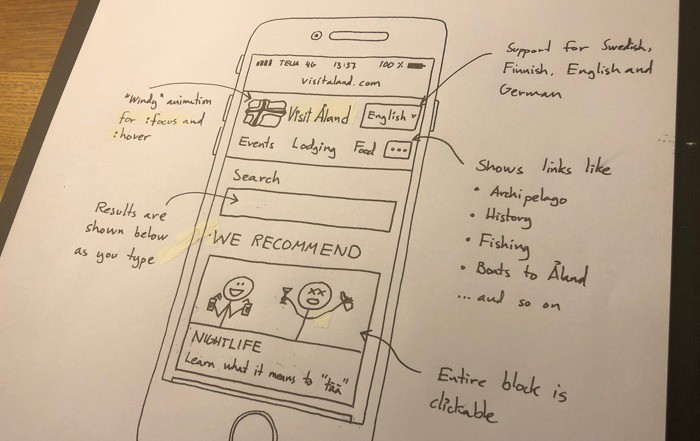 TELIA 4G 13:37 100 %
visitaland.com
Visit Åland English
Events Lodging Food ...
Search
WE RECOMMEND
NIGHTLIFE
Learn what it means to "tää"
"Windy" animation
for :focus and
:hover
Results are
shown below
as you type
Support for Swedish,
Finnish, English and
German
Shows links like
• Archipelago
• History
• Fishing
• Boats to Åland
... and so on
Entire block is
clickable